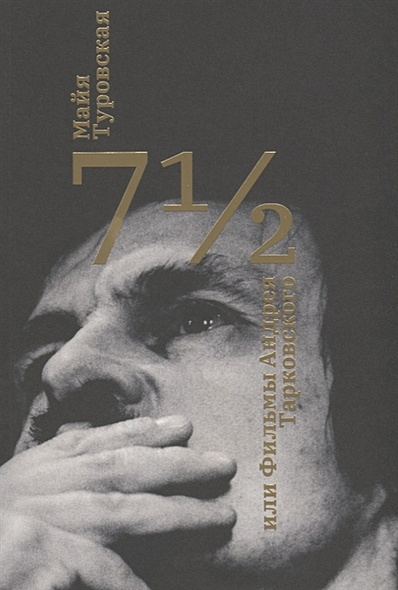 Майя
Туровская
7½
или Фильмы Андрея
Тарковского